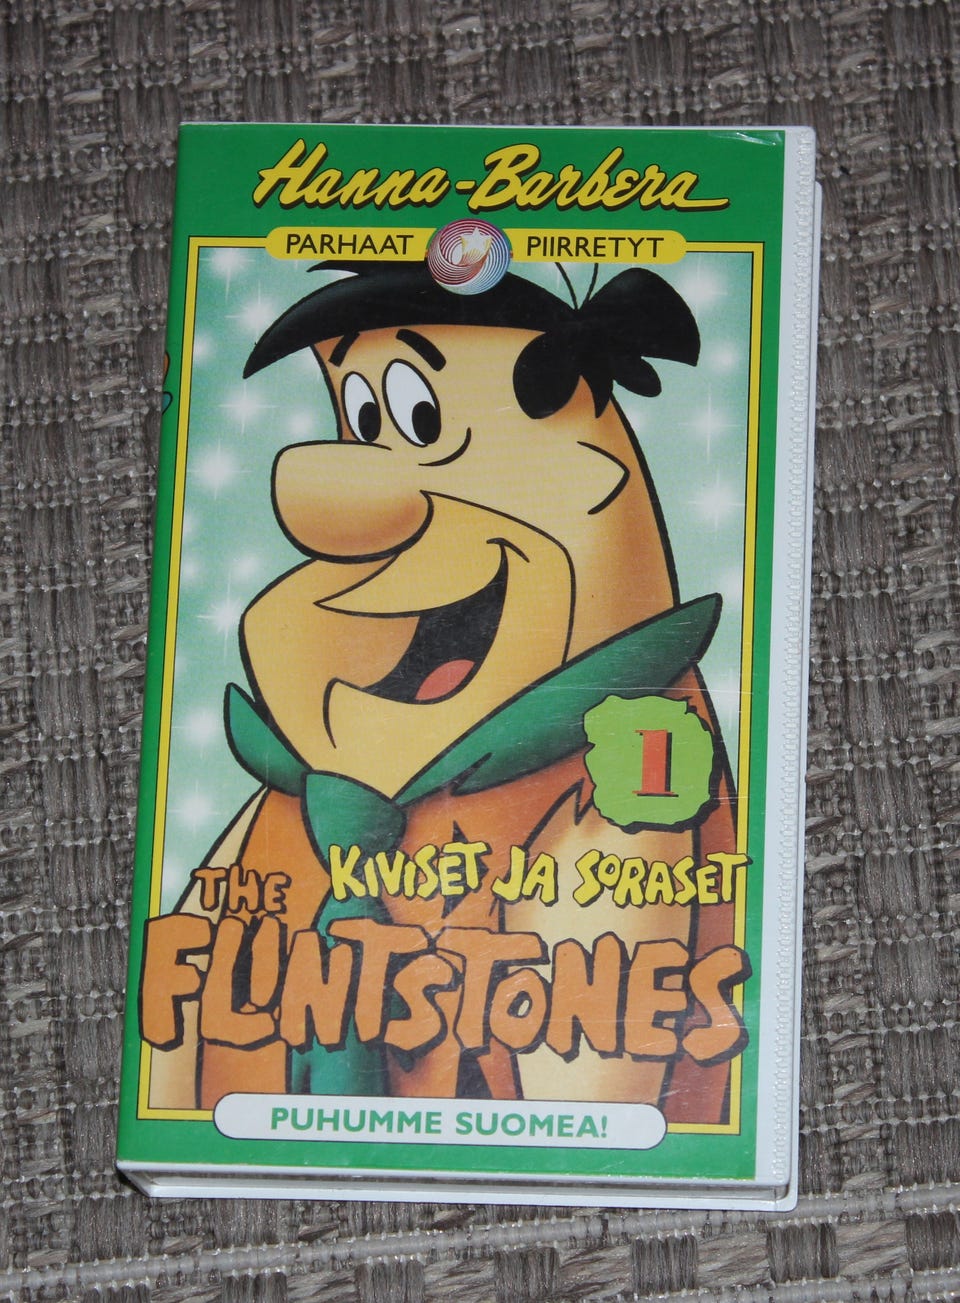 Hanna-Barbera
PARHAAT PIIRRETYT
1
KIVISET JA SORASET
THE
FLINTSTONES
PUHUMME SUOMEA!